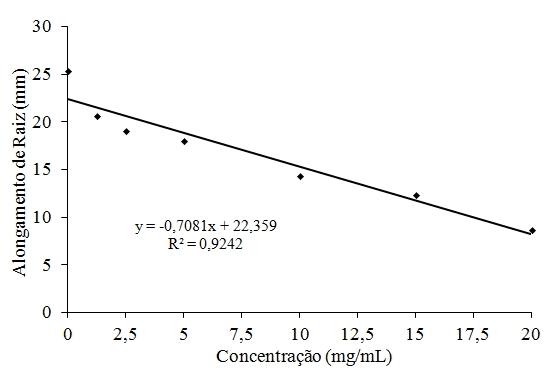 30
25
20
15
10
5
0
Alongamento de Raiz (mm)
y = -0,7081x + 22,359
R² = 0,9242
0 2,5 5 7,5 10 12,5 15 17,5 20
Concentração (mg/mL)